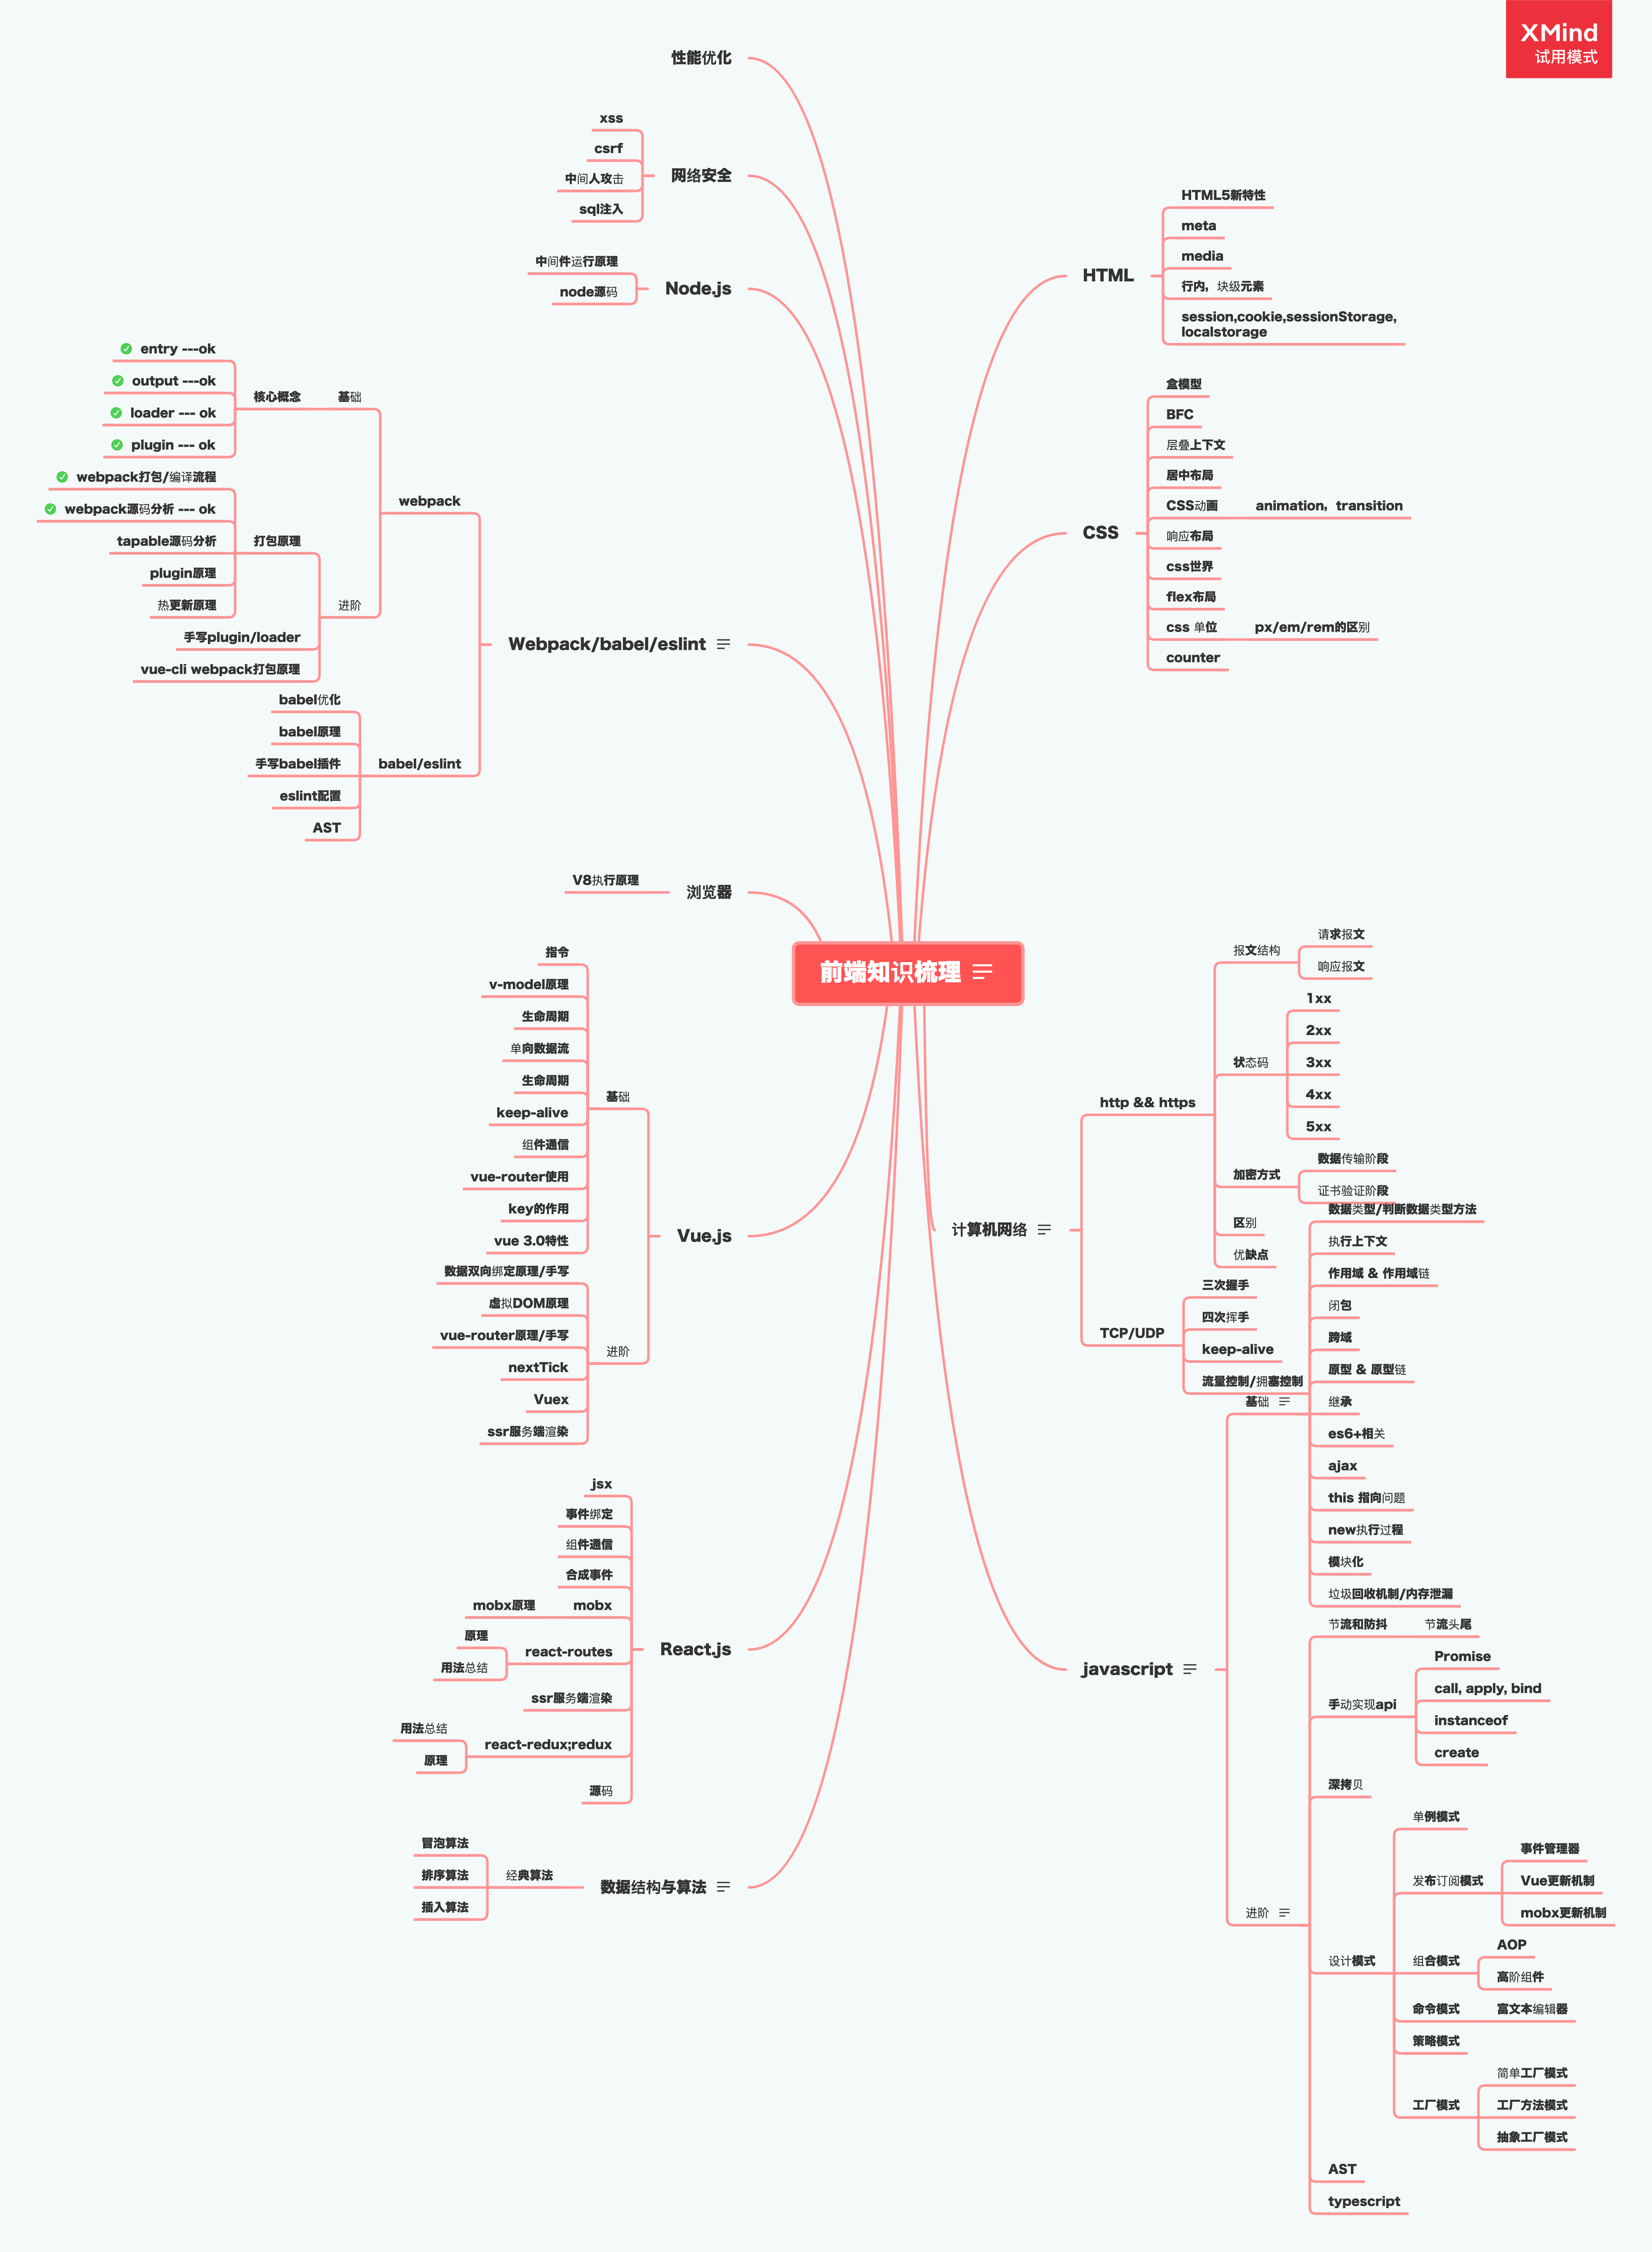 XMind
试用模式
前端知识梳理
HTML
HTML5新特性
meta
media
行内，块级元素
session,cookie,sessionStorage,
localstorage
CSS
盒模型
BFC
层叠上下文
居中布局
CSS动画
animation，transition
响应布局
css世界
flex布局
css 单位
px/em/rem的区别
counter
计算机网络
http && https
报文结构
请求报文
响应报文
状态码
1xx
2xx
3xx
4xx
5xx
加密方式
数据传输阶段
证书验证阶段
区别
优缺点
TCP/UDP
三次握手
四次挥手
keep-alive
流量控制/拥塞控制
javascript
基础
数据类型/判断数据类型方法
执行上下文
作用域 & 作用域链
闭包
跨域
原型 & 原型链
继承
es6+相关
ajax
this 指向问题
new执行过程
模块化
垃圾回收机制/内存泄漏
进阶
节流和防抖
节流头尾
手动实现api
Promise
call, apply, bind
instanceof
create
深拷贝
设计模式
单例模式
发布订阅模式
事件管理器
Vue更新机制
mobx更新机制
组合模式
AOP
高阶组件
命令模式
富文本编辑器
策略模式
工厂模式
简单工厂模式
工厂方法模式
抽象工厂模式
AST
typescript
性能优化
网络安全
xss
csrf
中间人攻击
sql注入
Node.js
中间件运行原理
node源码
Webpack/babel/eslint
webpack
基础
核心概念
entry ---ok
output ---ok
loader --- ok
plugin --- ok
进阶
打包原理
webpack打包/编译流程
webpack源码分析 --- ok
tapable源码分析
plugin原理
热更新原理
手写plugin/loader
vue-cli webpack打包原理
babel/eslint
babel优化
babel原理
手写babel插件
eslint配置
AST
浏览器
V8执行原理
Vue.js
基础
指令
v-model原理
生命周期
单向数据流
生命周期
keep-alive
组件通信
vue-router使用
key的作用
vue 3.0特性
进阶
数据双向绑定原理/手写
虚拟DOM原理
vue-router原理/手写
nextTick
Vuex
ssr服务端渲染
React.js
jsx
事件绑定
组件通信
合成事件
mobx
mobx原理
react-routes
原理
用法总结
ssr服务端渲染
react-redux;redux
用法总结
原理
源码
数据结构与算法
经典算法
冒泡算法
排序算法
插入算法